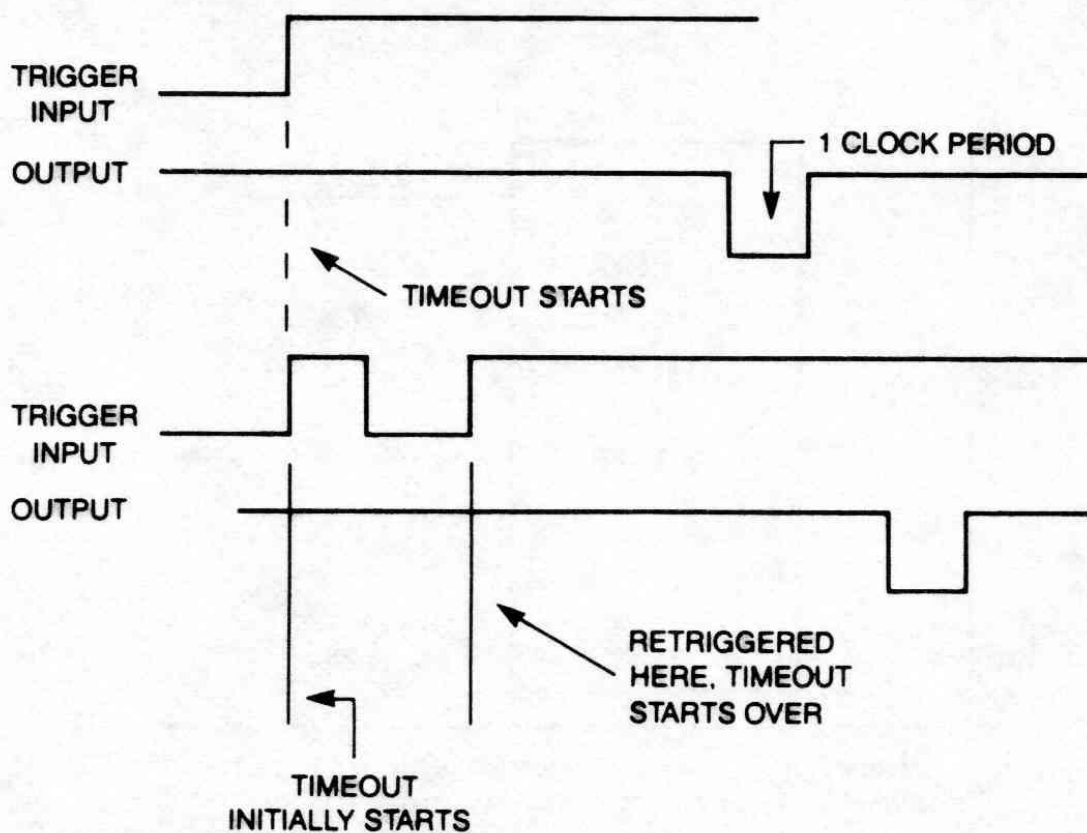 TRIGGER
INPUT
OUTPUT
1 CLOCK PERIOD
TIMEOUT STARTS
TRIGGER
INPUT
OUTPUT
RETRIGGERED
HERE, TIMEOUT
STARTS OVER
TIMEOUT
INITIALLY STARTS